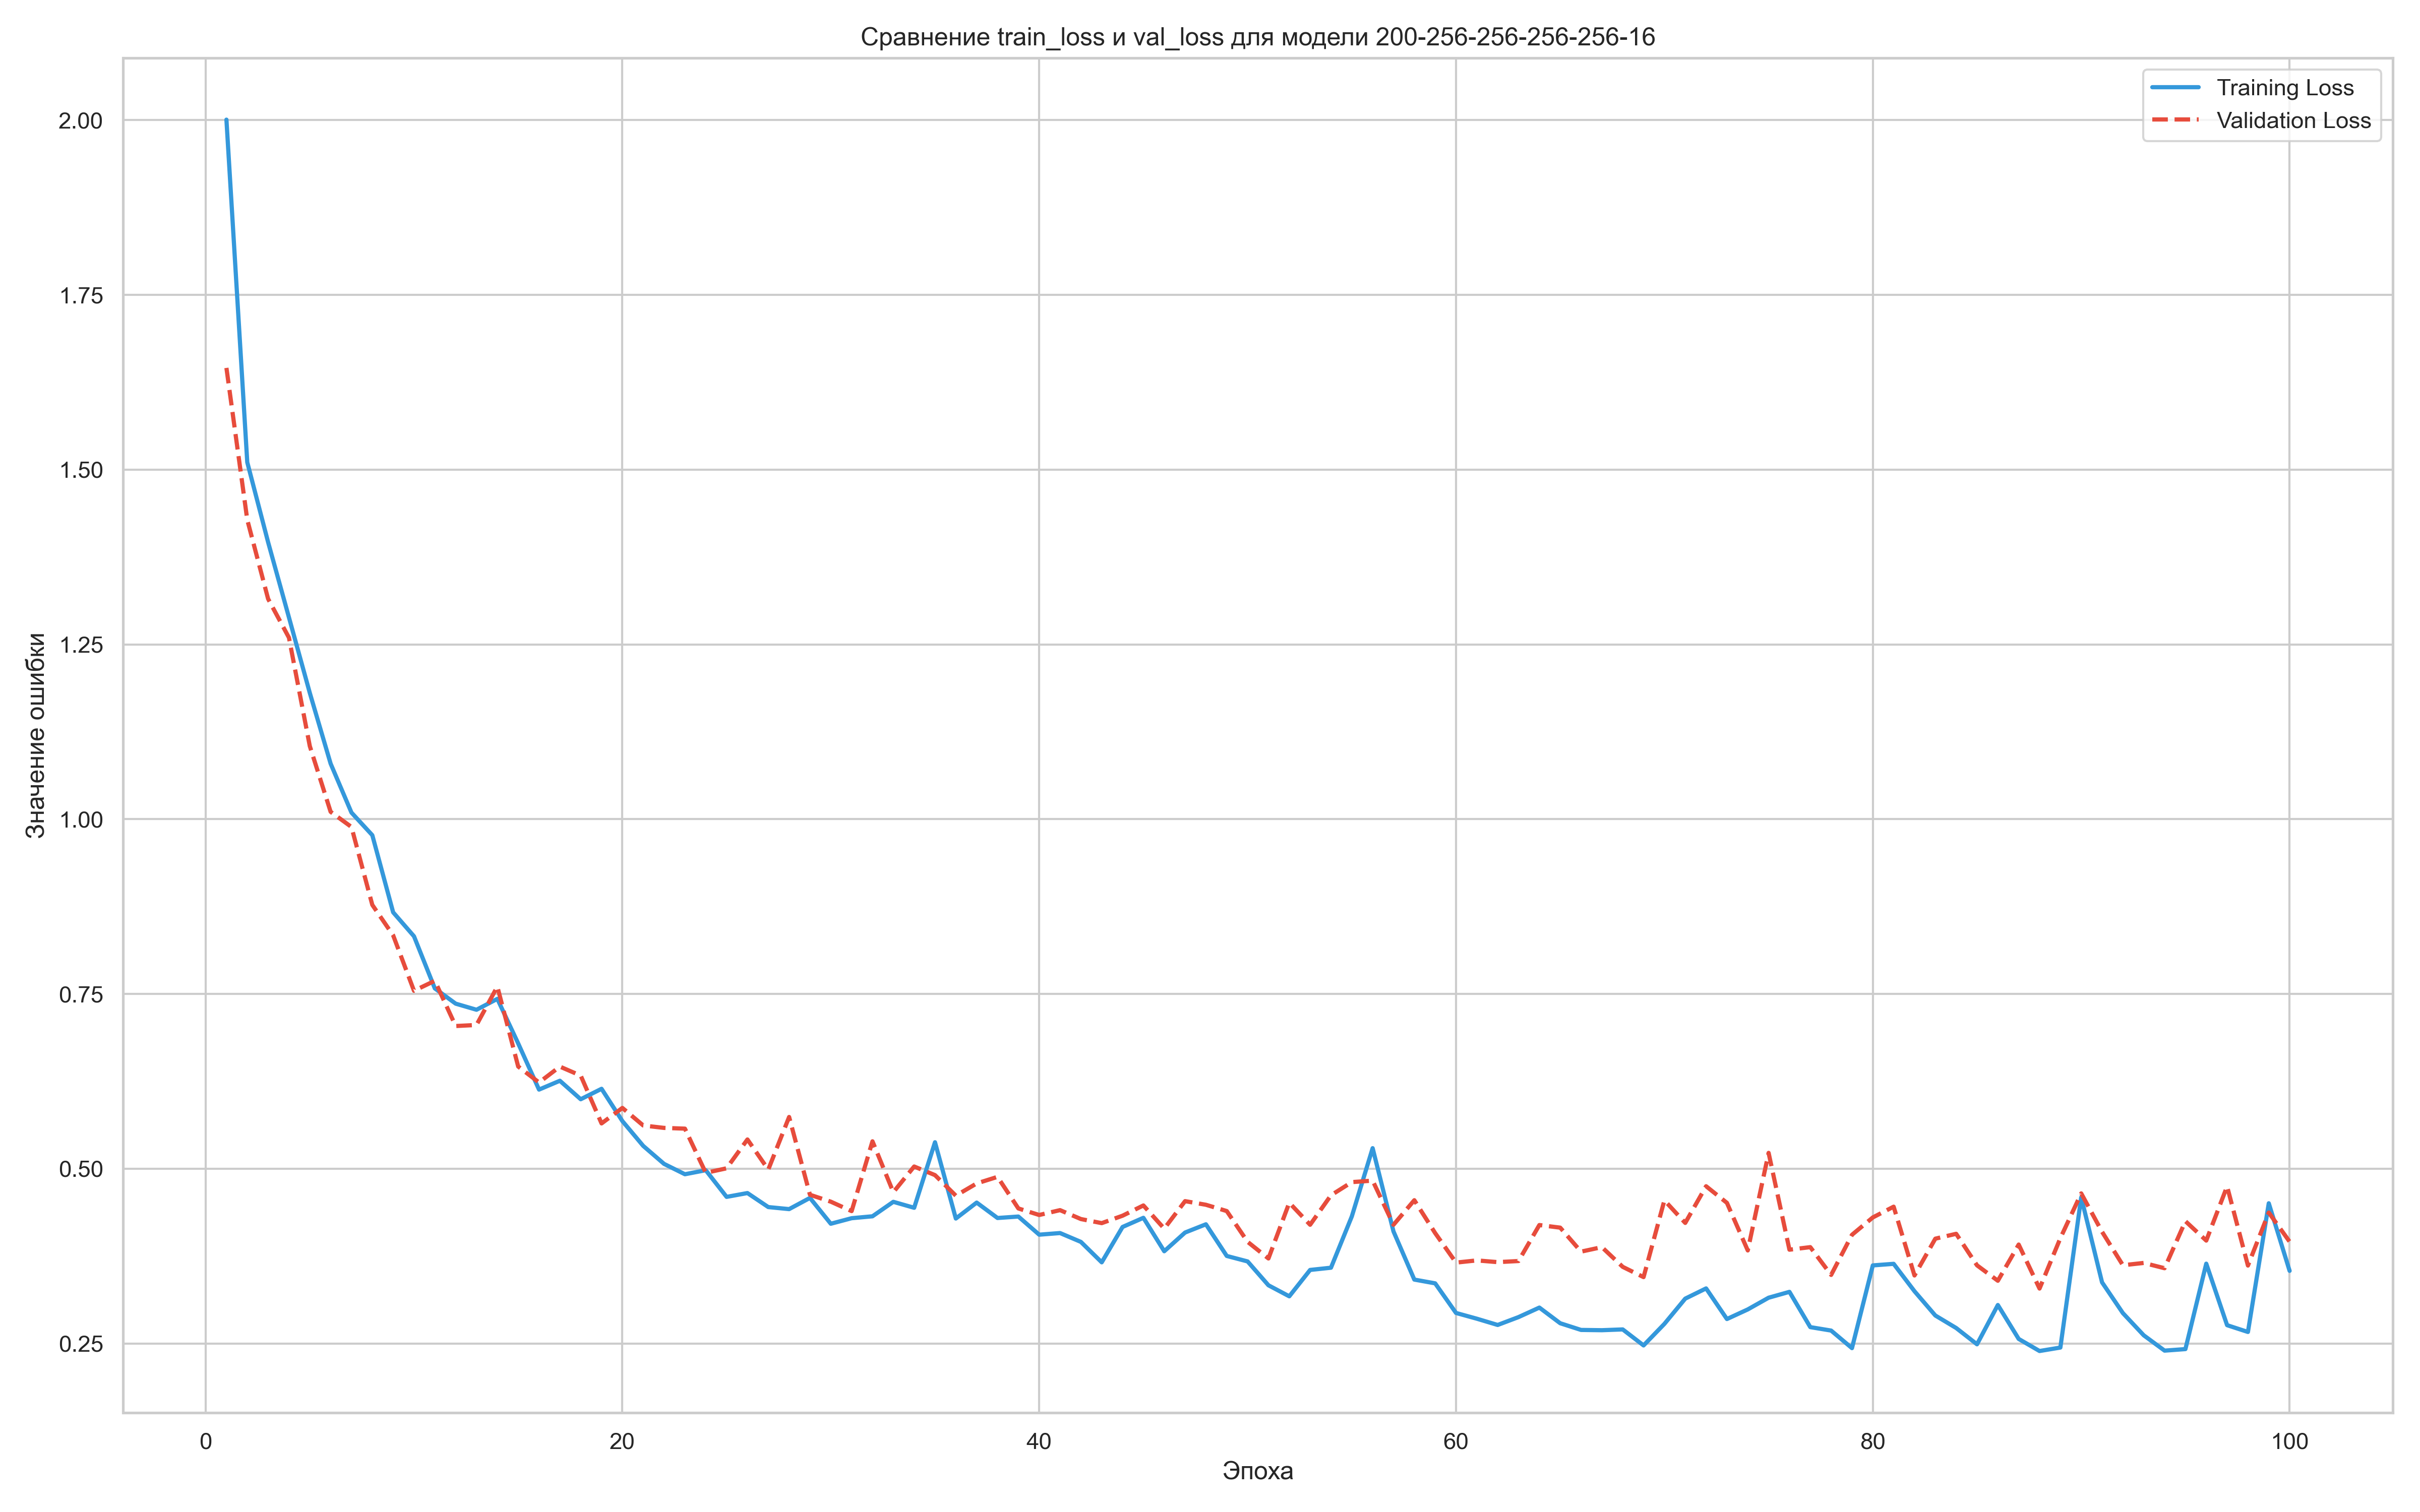 Сравнение train_loss и val_loss для модели 200-256-256-256-256-16
Training Loss
Validation Loss
Значение ошибки
2.00
1.75
1.50
1.25
1.00
0.75
0.50
0.25
0 20 40 60 80 100
Эпоха